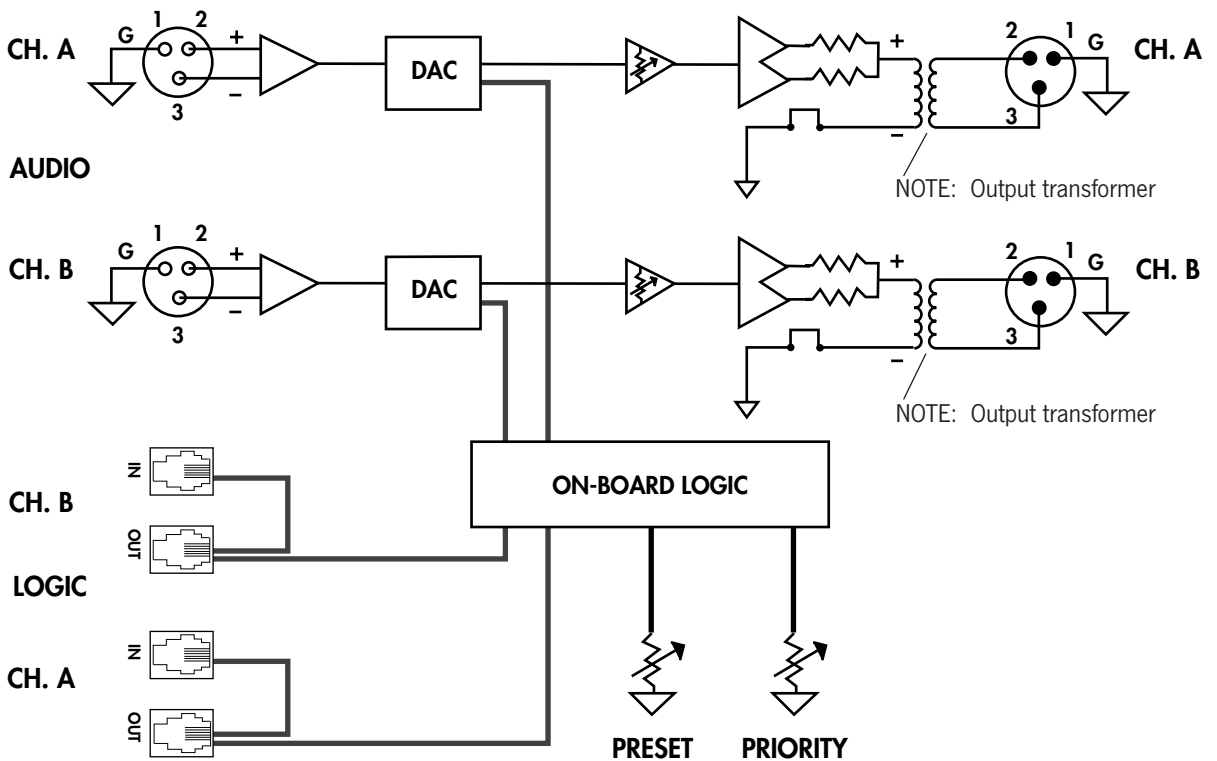 CH. A
G 1 2 + − 3
DAC
+ −
2 1 G 3
CH. A
AUDIO
NOTE: Output transformer
CH. B
G 1 2 + − 3
DAC
+ −
2 1 G 3
CH. B
NOTE: Output transformer
ON-BOARD LOGIC
CH. B
IN
OUT
LOGIC
CH. A
IN
OUT
PRESET
PRIORITY